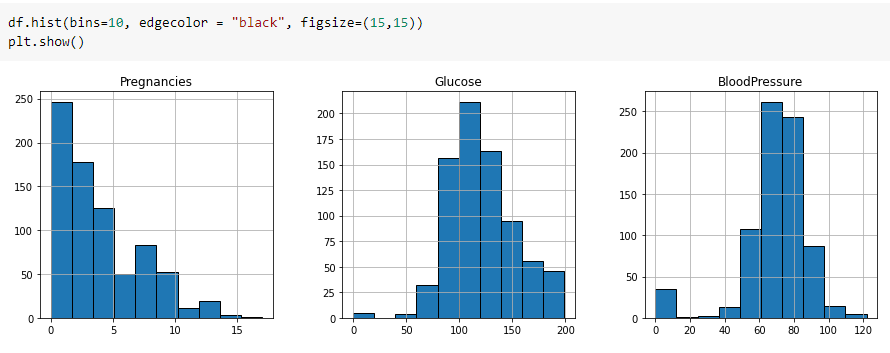 df.hist(bins=10, edgecolor = "black", figsize=(15,15))
plt.show()
Pregnancies
250
200
150
100
50
0
0 5 10 15
Glucose
200
175
150
125
100
75
50
25
0
0 50 100 150 200
BloodPressure
250
200
150
100
50
0
0 20 40 60 80 100 120